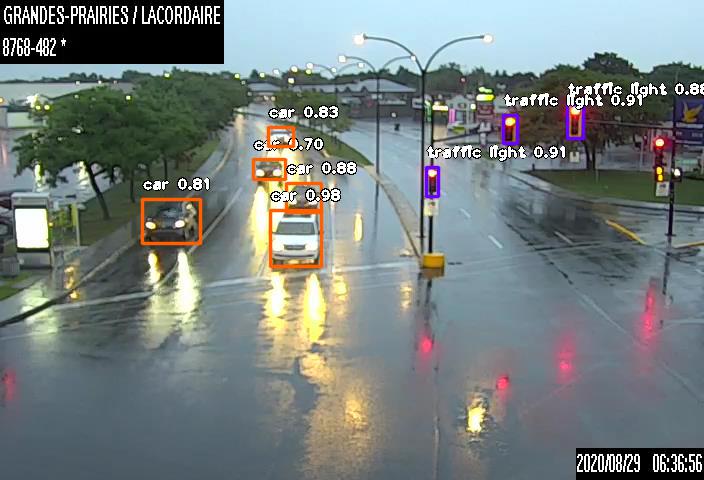 GRANDES-PRAIRIES / LACORDAIRE
8768-482 *
traffic light 0.88
traffic light 0.91
car 0.83
car 0.70
traffic light 0.91
car 0.88
car 0.81
car 0.98
2020/08/29 06:36:56